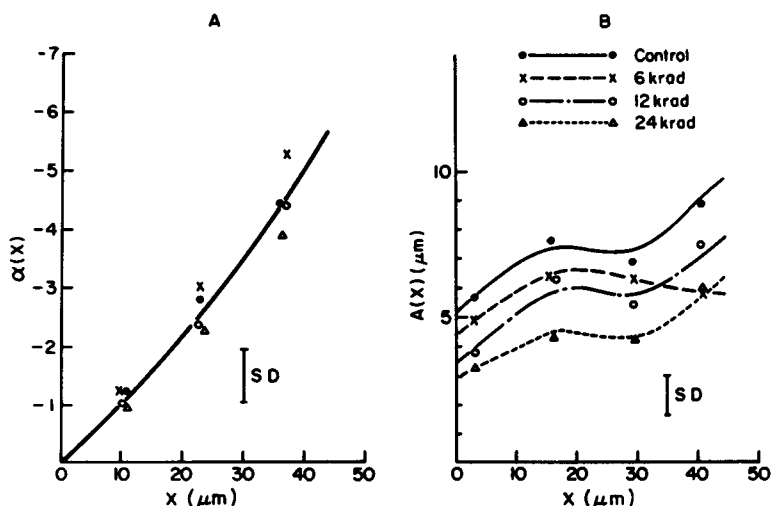 A
-7
-6
-5
-4
-3
-2
-1
0 10 20 30 40 50
α(X)
X (μm)
SD
B
Control
6 krad
12 krad
24 krad
10
5
0 10 20 30 40 50
A(X) (μm)
X (μm)
SD